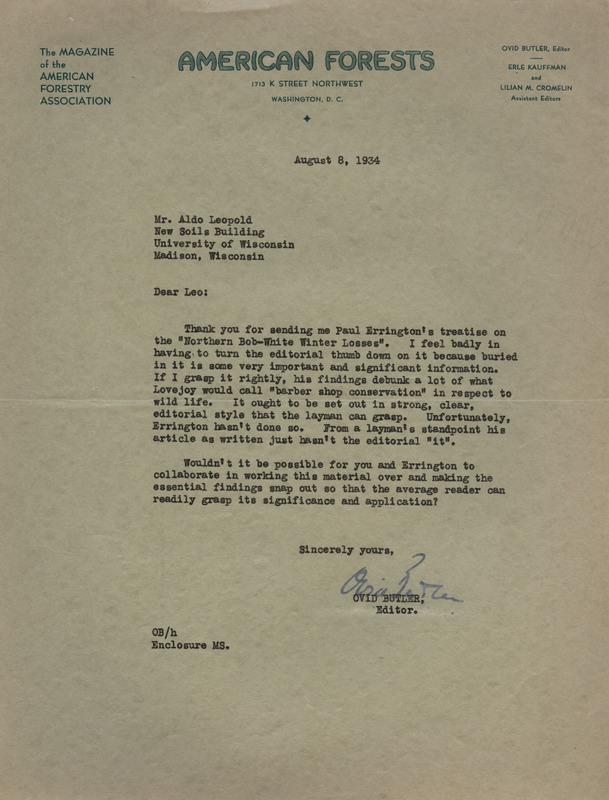 The MAGAZINE
of the
AMERICAN
FORESTRY
ASSOCIATION
AMERICAN FORESTS
1713 K STREET NORTHWEST
WASHINGTON, D. C.
OVID BUTLER, Editor
ERLE KAUFFMAN
and
LILIAN M. CROMELIN
Assistant Editors
August 8, 1934
Mr. Aldo Leopold
New Soils Building
University of Wisconsin
Madison, Wisconsin
Dear Leo:
Thank you for sending me Paul Errington's treatise on
the "Northern Bob-White Winter Losses". I feel badly in
having to turn the editorial thumb down on it because buried
in it is some very important and significant information.
If I grasp it rightly, his findings debunk a lot of what
Lovejoy would call "barber shop conservation" in respect to
wild life. It ought to be set out in strong, clear,
editorial style that the layman can grasp. Unfortunately,
Errington hasn't done so. From a layman's standpoint his
article as written just hasn't the editorial "it".
Wouldn't it be possible for you and Errington to
collaborate in working this material over and making the
essential findings snap out so that the average reader can
readily grasp its significance and application?
Sincerely yours,
Ovid Butler
OVID BUTLER,
Editor.
OB/h
Enclosure MS.